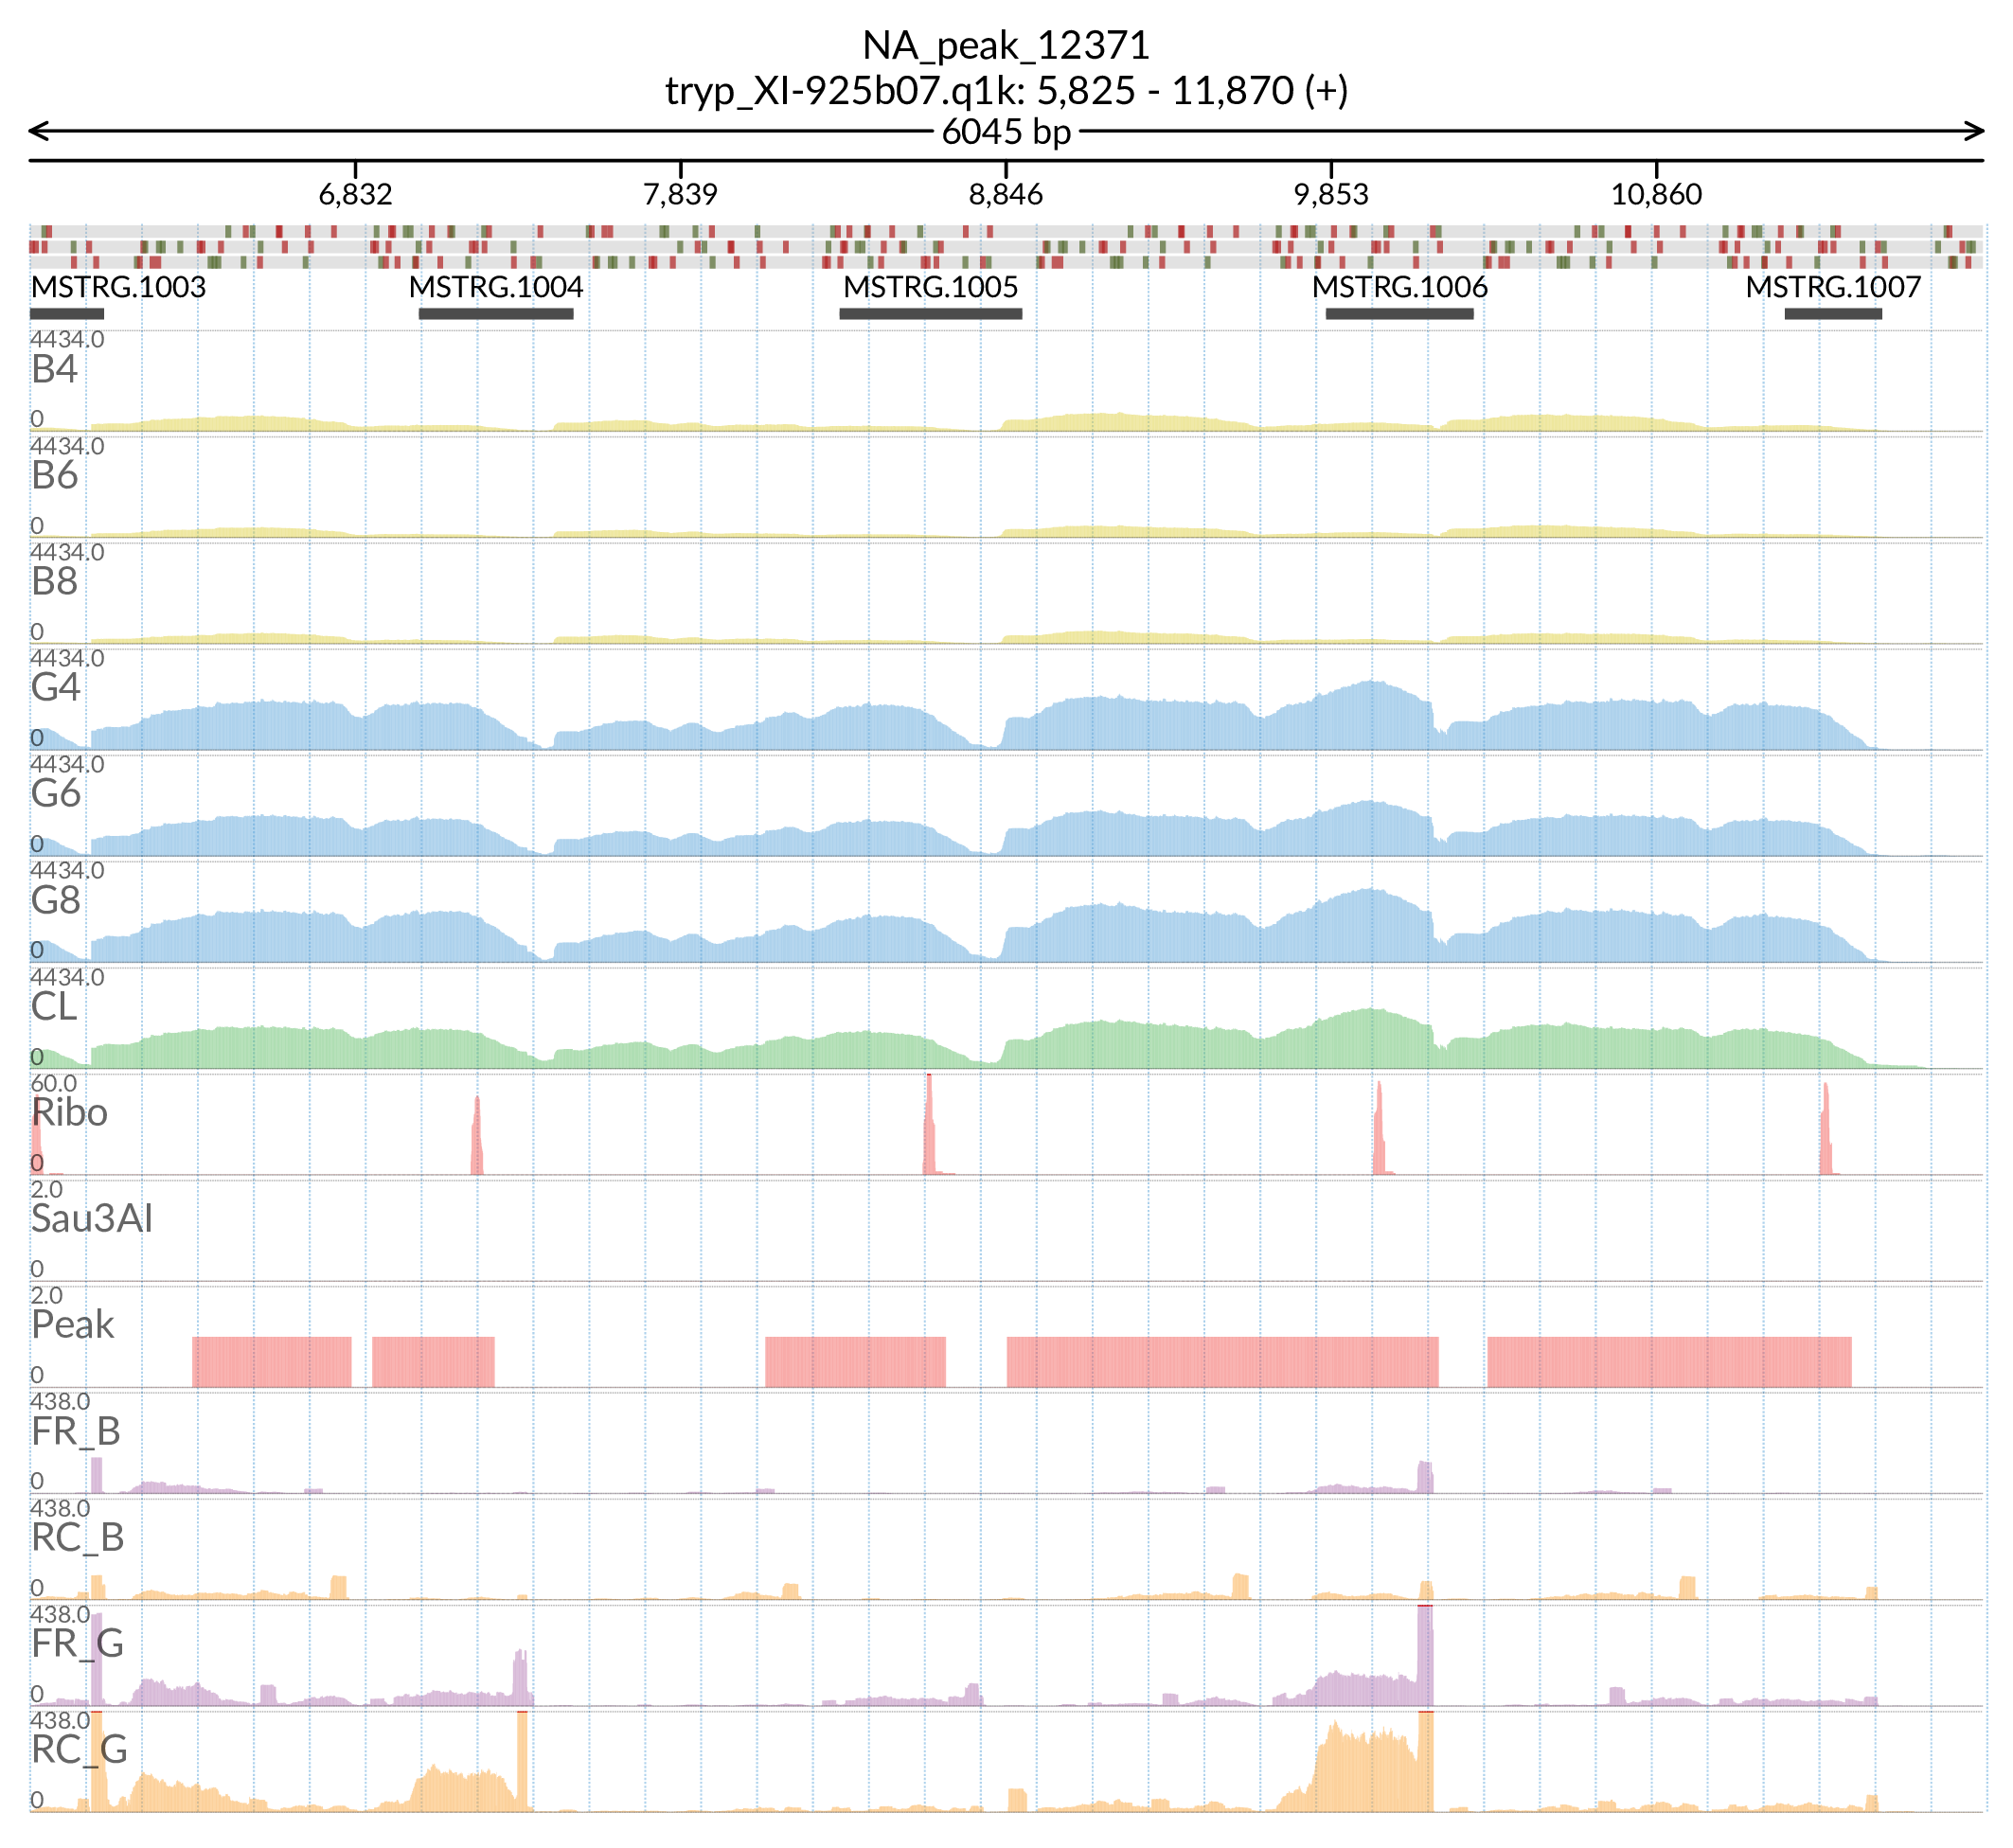 NA_peak_12371
tryp_XI-925b07.q1k: 5,825 - 11,870 (+)
6045 bp
6,832 7,839 8,846 9,853 10,860
MSTRG.1003 MSTRG.1004 MSTRG.1005 MSTRG.1006 MSTRG.1007
4434.0
B4
0
4434.0
B6
0
4434.0
B8
0
4434.0
G4
0
4434.0
G6
0
4434.0
G8
0
4434.0
CL
0
60.0
Ribo
0
2.0
Sau3AI
0
2.0
Peak
0
438.0
FR_B
0
438.0
RC_B
0
438.0
FR_G
0
438.0
RC_G
0